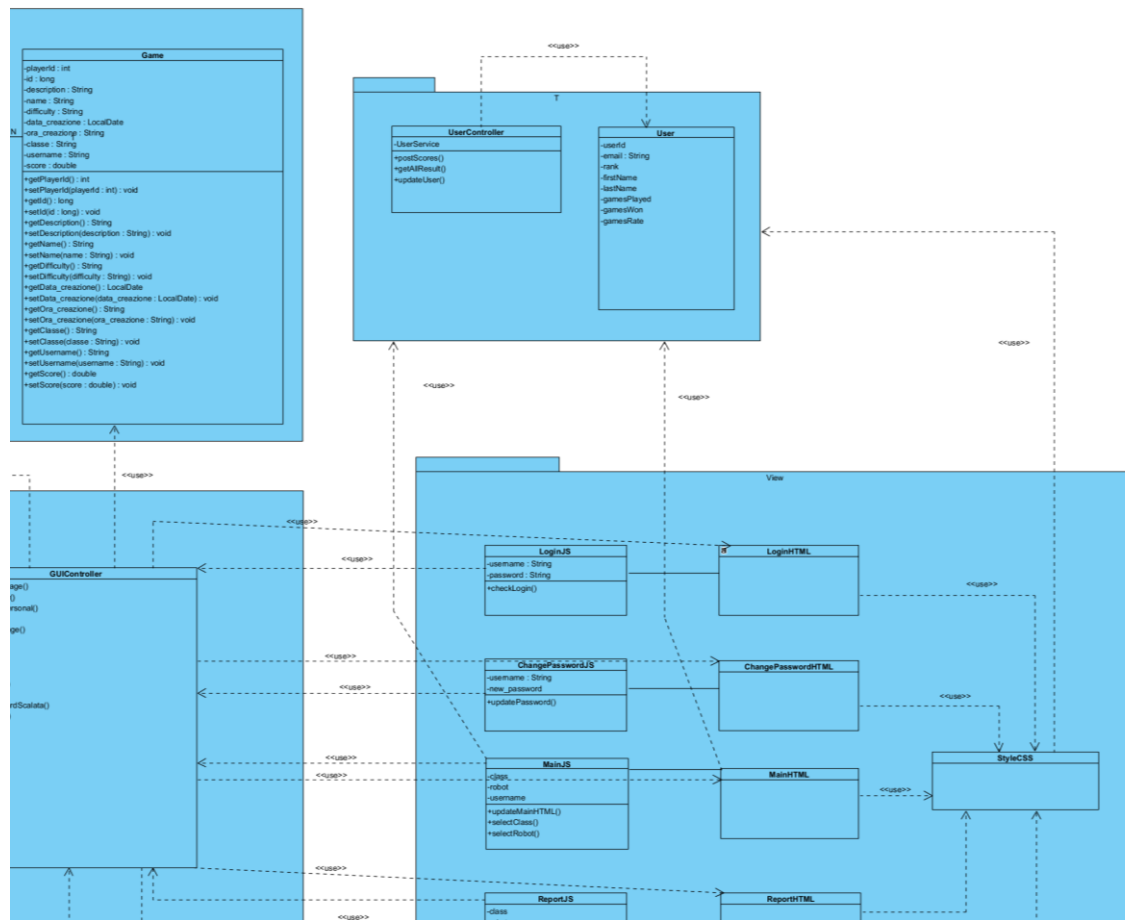 Game
-playerId : int
-id : long
-description : String
-name : String
-difficulty : String
-data_creazione : LocalDate
-ora_creazione : String
-classe : String
-username : String
-score : double
+getPlayerId() : int
+setPlayerId(playerId : int) : void
+getId() : long
+setId(id : long) : void
+getDescription() : String
+setDescription(description : String) : void
+getName() : String
+setName(name : String) : void
+getDifficulty() : String
+setDifficulty(difficulty : String) : void
+getData_creazione() : LocalDate
+setData_creazione(data_creazione : LocalDate) : void
+getOra_creazione() : String
+setOra_creazione(ora_creazione : String) : void
+getClasse() : String
+setClasse(classe : String) : void
+getUsername() : String
+setUsername(username : String) : void
+getScore() : double
+setScore(score : double) : void
N
<<use>>
T
UserController
-UserService
+postScores()
+getAllResult()
+updateUser()
User
-userId
-email : String
-rank
-firstName
-lastName
-gamesPlayed
-gamesWon
-gamesRate
<<use>>
<<use>>
<<use>>
<<use>>
View
<<use>>
<<use>>
GUIController
age()
()
ersonal()
ge()
rdScalata()
)
LoginJS
-username : String
-password : String
+checkLogin()
LoginHTML
<<use>>
<<use>>
<<use>>
ChangePasswordJS
-username : String
-new_password
+updatePassword()
ChangePasswordHTML
<<use>>
<<use>>
<<use>>
MainJS
-class
-robot
-username
+updateMainHTML()
+selectClass()
+selectRobot()
MainHTML
<<use>>
StyleCSS
<<use>>
ReportJS
-class
ReportHTML
<<use>>